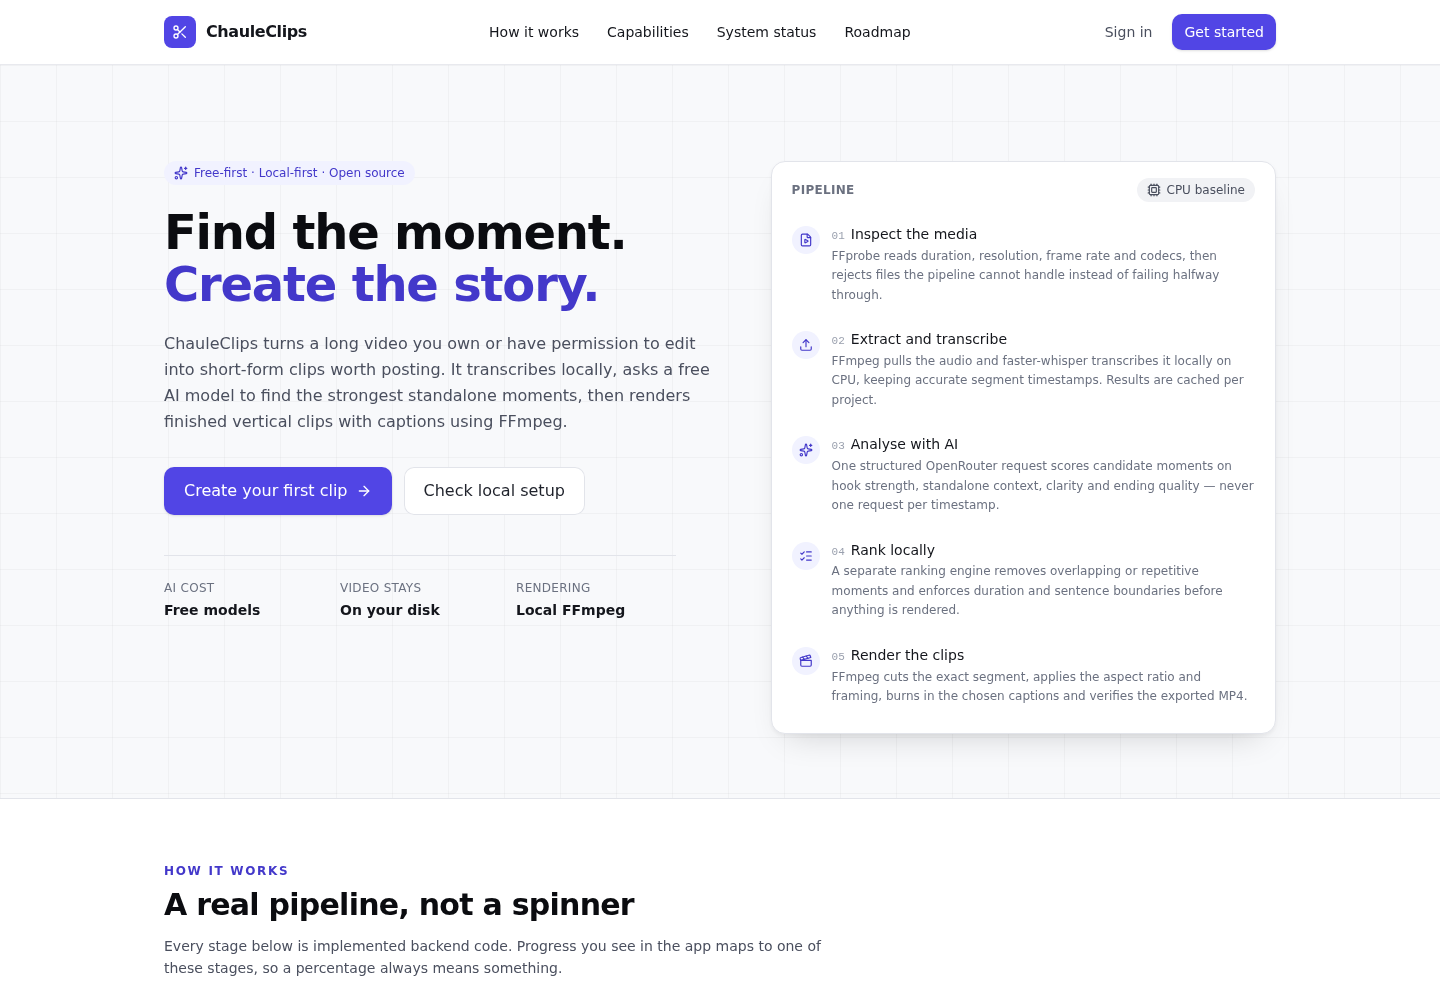 ChauleClips
How it works
Capabilities
System status
Roadmap
Sign in
Get started
Free-first · Local-first · Open source
Find the moment.
Create the story.
ChauleClips turns a long video you own or have permission to edit
into short-form clips worth posting. It transcribes locally, asks a free
AI model to find the strongest standalone moments, then renders
finished vertical clips with captions using FFmpeg.
Create your first clip
Check local setup
AI COST
Free models
VIDEO STAYS
On your disk
RENDERING
Local FFmpeg
PIPELINE
CPU baseline
01 Inspect the media
FFprobe reads duration, resolution, frame rate and codecs, then
rejects files the pipeline cannot handle instead of failing halfway
through.
02 Extract and transcribe
FFmpeg pulls the audio and faster-whisper transcribes it locally on
CPU, keeping accurate segment timestamps. Results are cached per
project.
03 Analyse with AI
One structured OpenRouter request scores candidate moments on
hook strength, standalone context, clarity and ending quality — never
one request per timestamp.
04 Rank locally
A separate ranking engine removes overlapping or repetitive
moments and enforces duration and sentence boundaries before
anything is rendered.
05 Render the clips
FFmpeg cuts the exact segment, applies the aspect ratio and
framing, burns in the chosen captions and verifies the exported MP4.
HOW IT WORKS
A real pipeline, not a spinner
Every stage below is implemented backend code. Progress you see in the app maps to one of
these stages, so a percentage always means something.